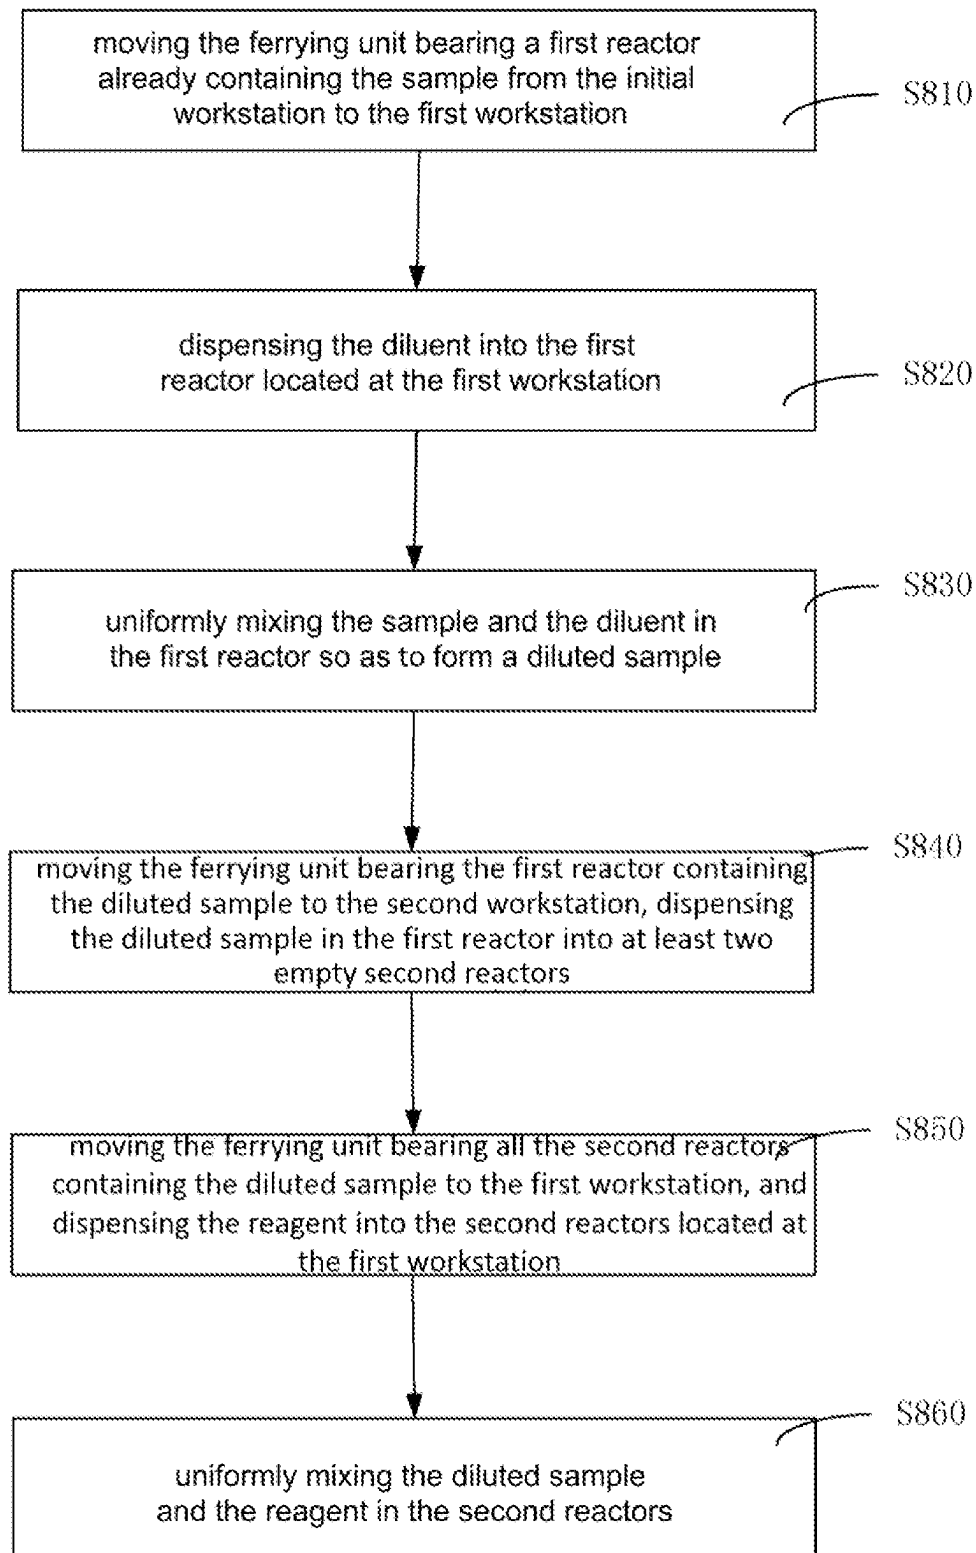 moving the ferrying unit bearing a first reactor
already containing the sample from the initial
workstation to the first workstation
S810
dispensing the diluent into the first
reactor located at the first workstation
S820
uniformly mixing the sample and the diluent in
the first reactor so as to form a diluted sample
S830
moving the ferrying unit bearing the first reactor containing
the diluted sample to the second workstation, dispensing
the diluted sample in the first reactor into at least two
empty second reactors
S840
moving the ferrying unit bearing all the second reactors
containing the diluted sample to the first workstation, and
dispensing the reagent into the second reactors located at
the first workstation
S850
uniformly mixing the diluted sample
and the reagent in the second reactors
S860